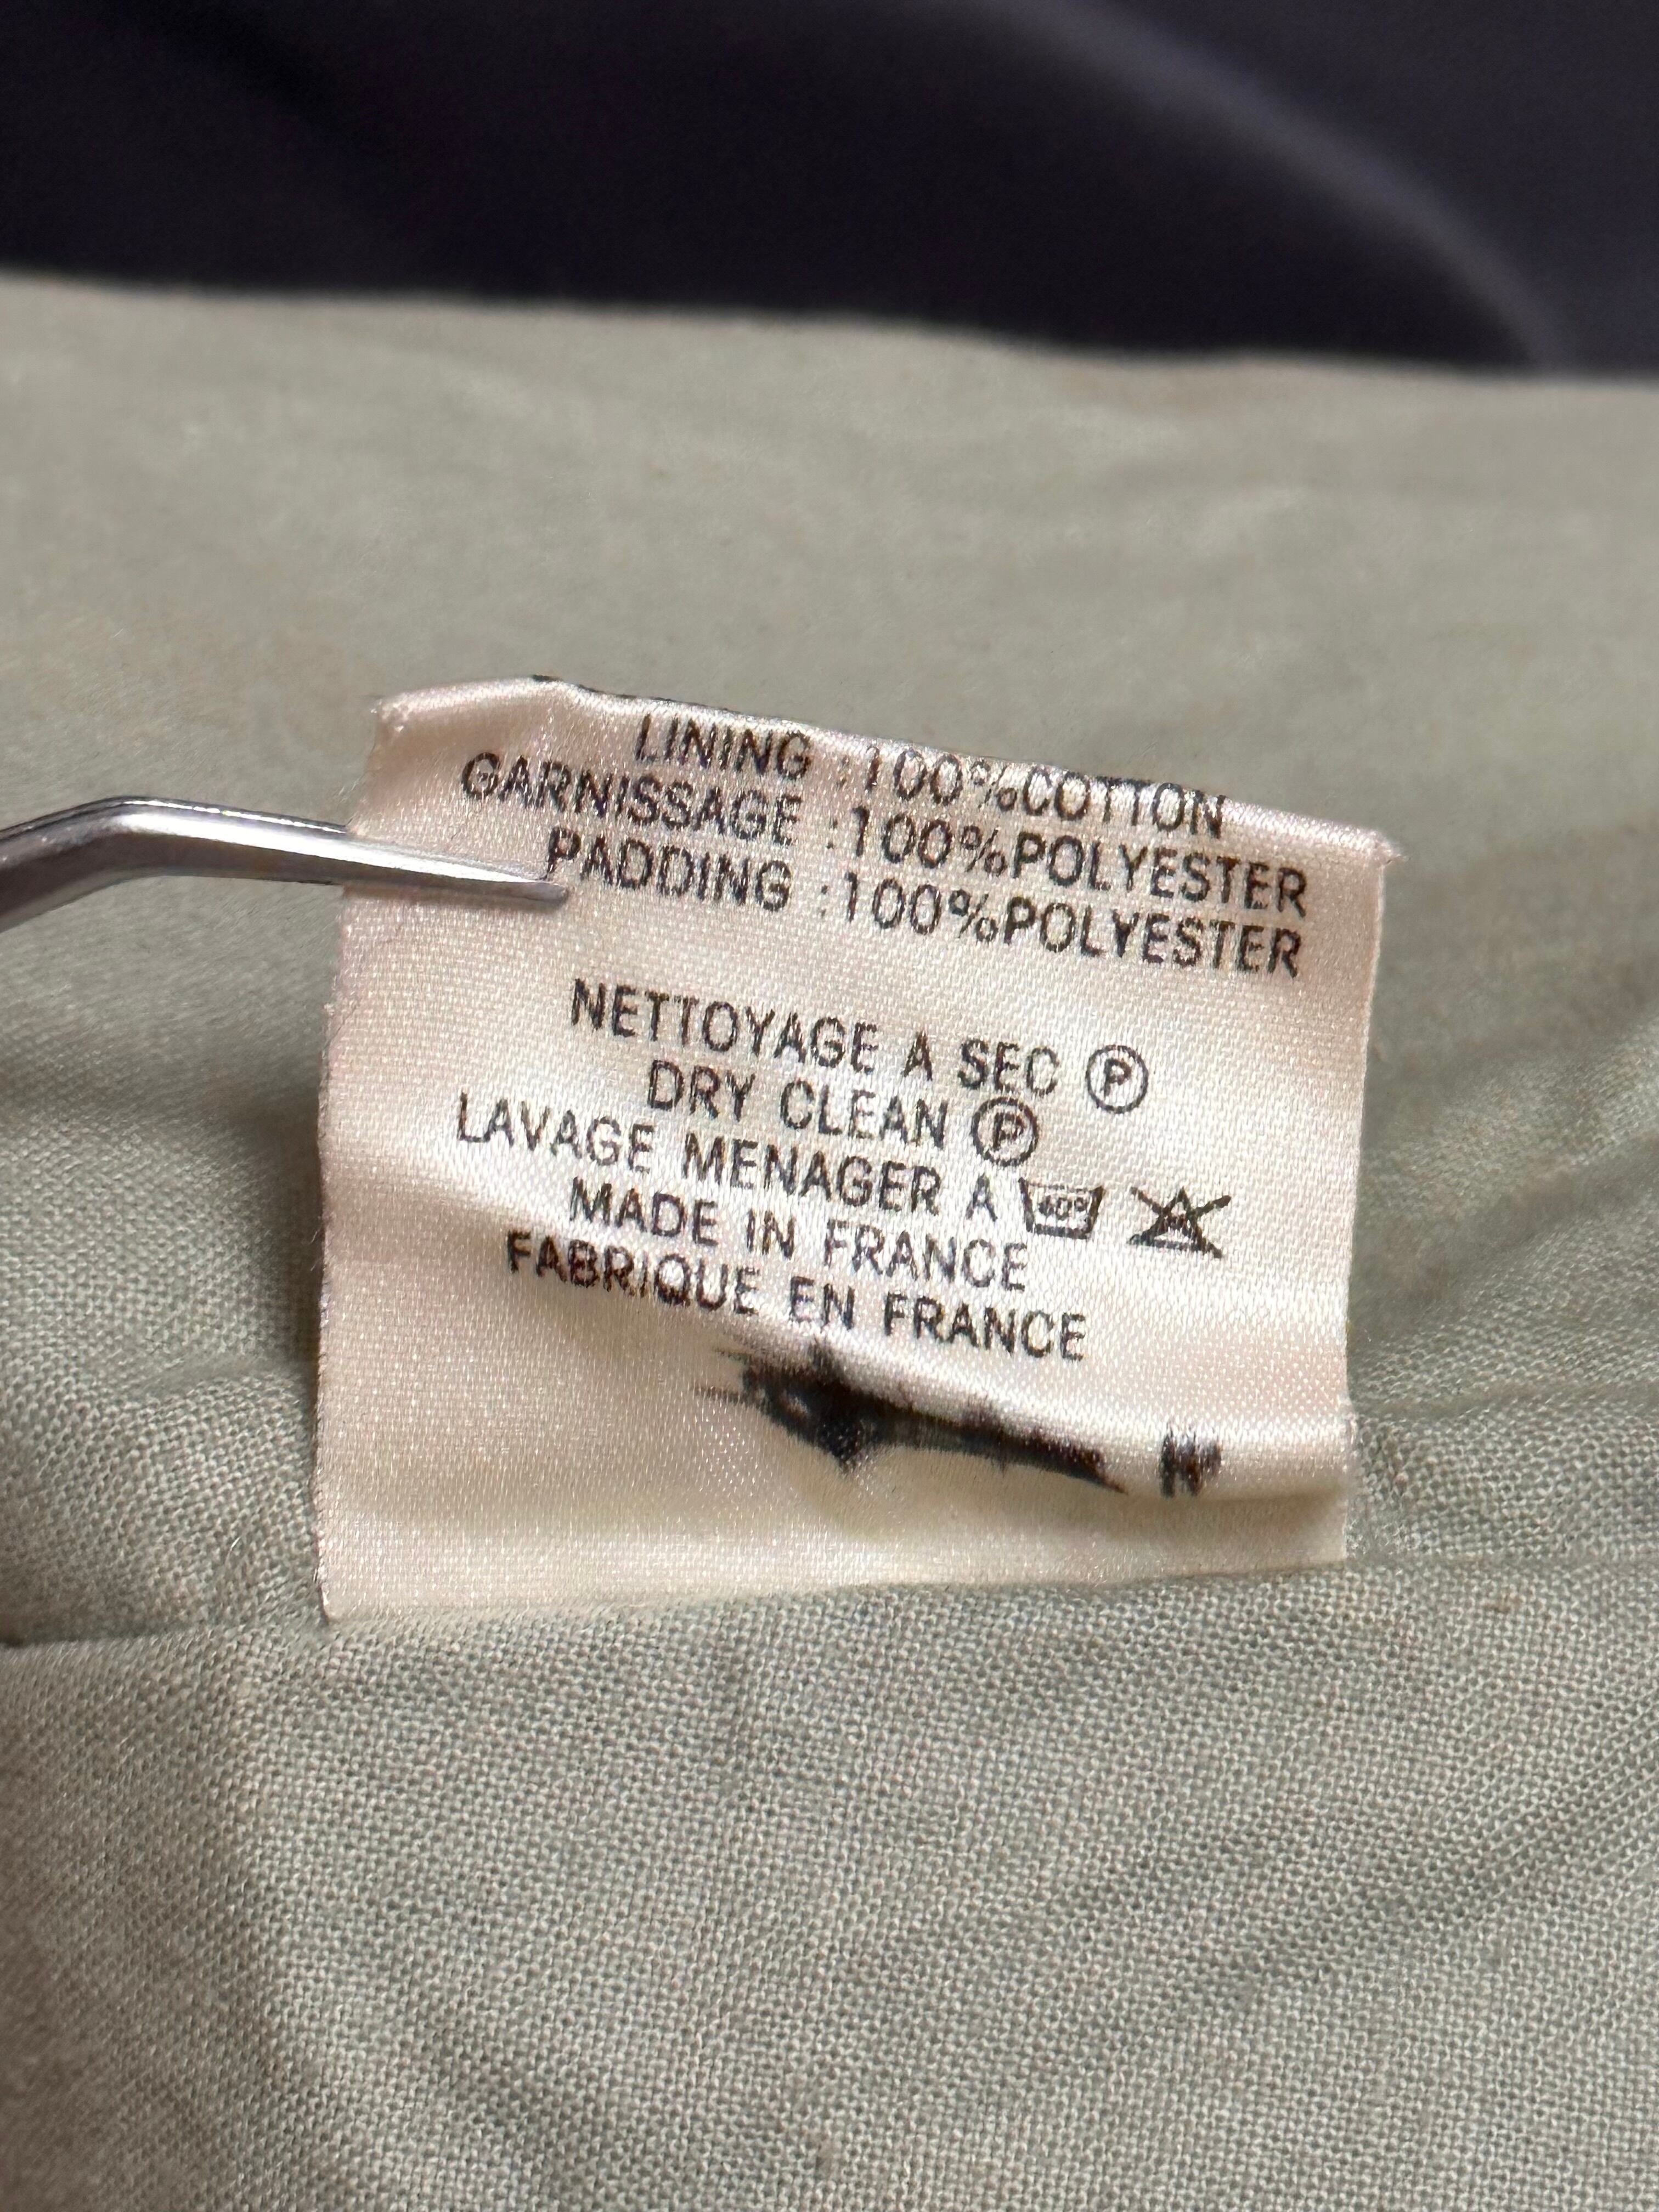 LINING :100%COTTON
GARNISSAGE :100%POLYESTER
PADDING :100%POLYESTER
NETTOYAGE A SEC Ⓟ
DRY CLEAN Ⓟ
LAVAGE MENAGER A 40°
MADE IN FRANCE
FABRIQUE EN FRANCE